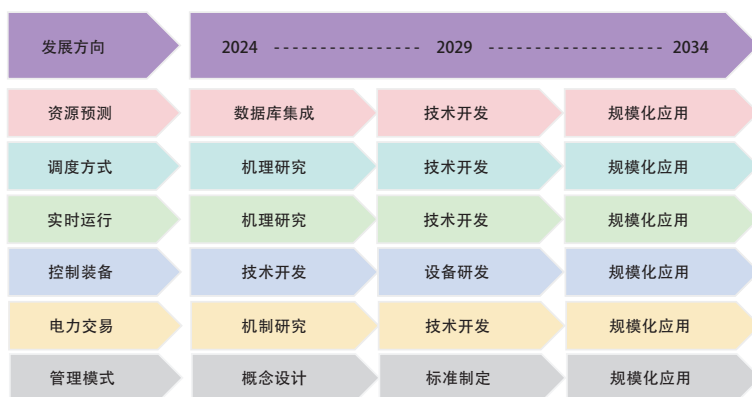 发展方向 2024 ---------------- 2029 ------------------- 2034
资源预测 数据库集成 技术开发 规模化应用
调度方式 机理研究 技术开发 规模化应用
实时运行 机理研究 技术开发 规模化应用
控制装备 技术开发 设备研发 规模化应用
电力交易 机制研究 技术开发 规模化应用
管理模式 概念设计 标准制定 规模化应用